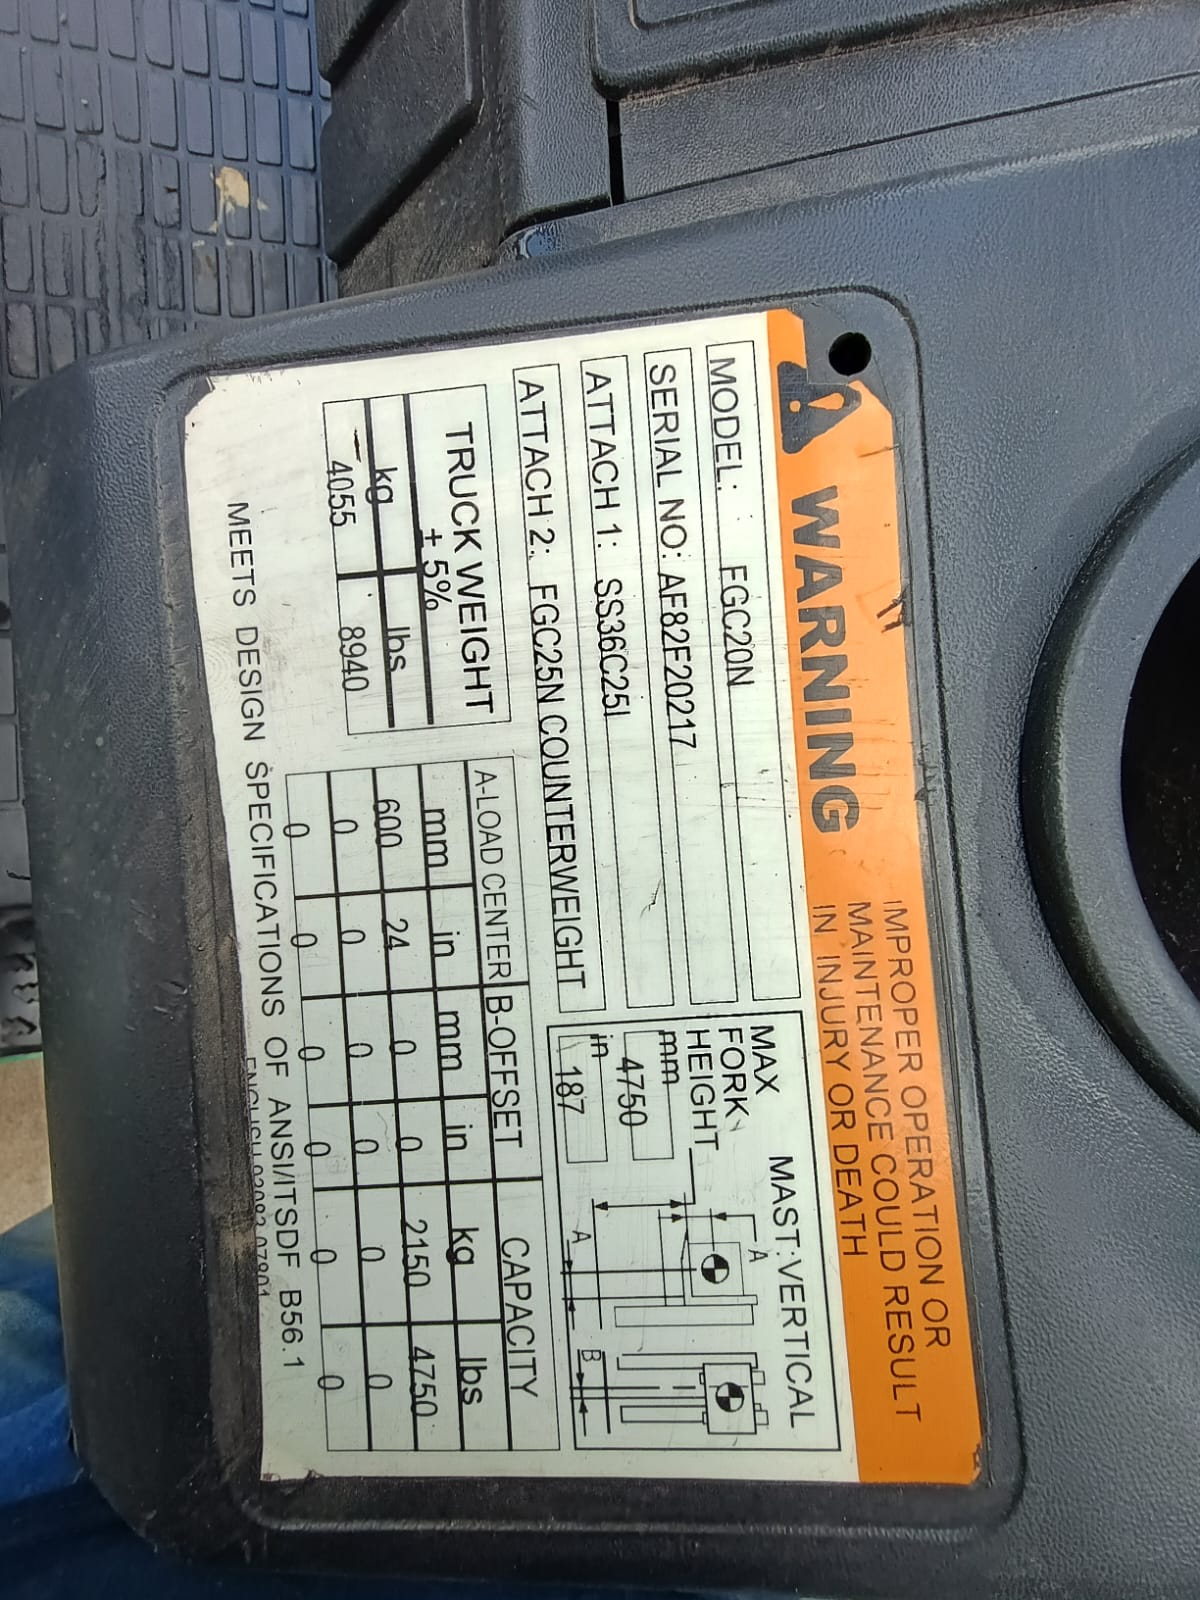 WARNING
IMPROPER OPERATION OR
MAINTENANCE COULD RESULT
IN INJURY OR DEATH
MODEL: FGC20N
SERIAL NO: AF82F20217
ATTACH 1: SS36C25I
ATTACH 2: FGC25N COUNTERWEIGHT
MAST:VERTICAL
MAX
FORK
HEIGHT
mm
4750
in
187
A
A
B
TRUCK WEIGHT
± 5%
kg lbs
4055 8940
A-LOAD CENTER B-OFFSET CAPACITY
mm in mm in kg lbs
600 24 0 0 2150 4750
0 0 0 0 0 0
0 0 0 0 0 0
MEETS DESIGN SPECIFICATIONS OF ANSI/ITSDF B56.1